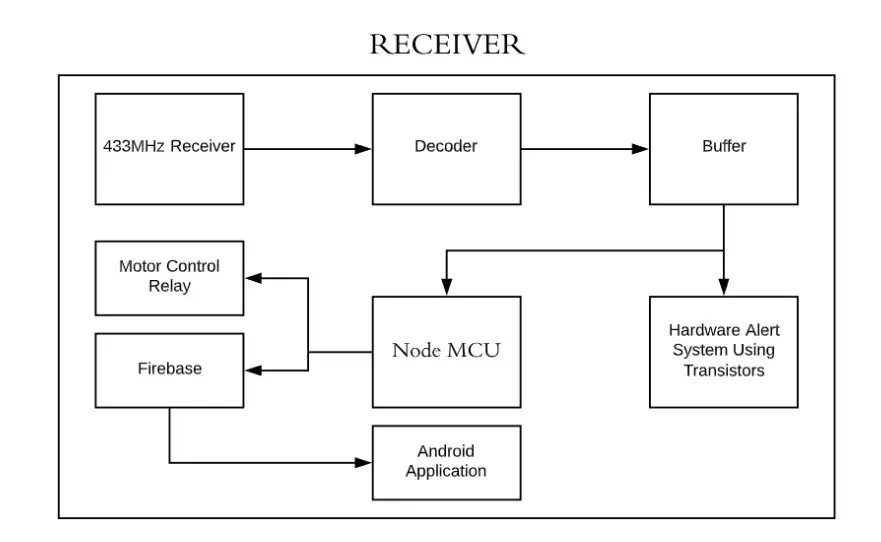 RECEIVER
433MHz Receiver
Decoder
Buffer
Motor Control
Relay
Node MCU
Hardware Alert
System Using
Transistors
Firebase
Android
Application